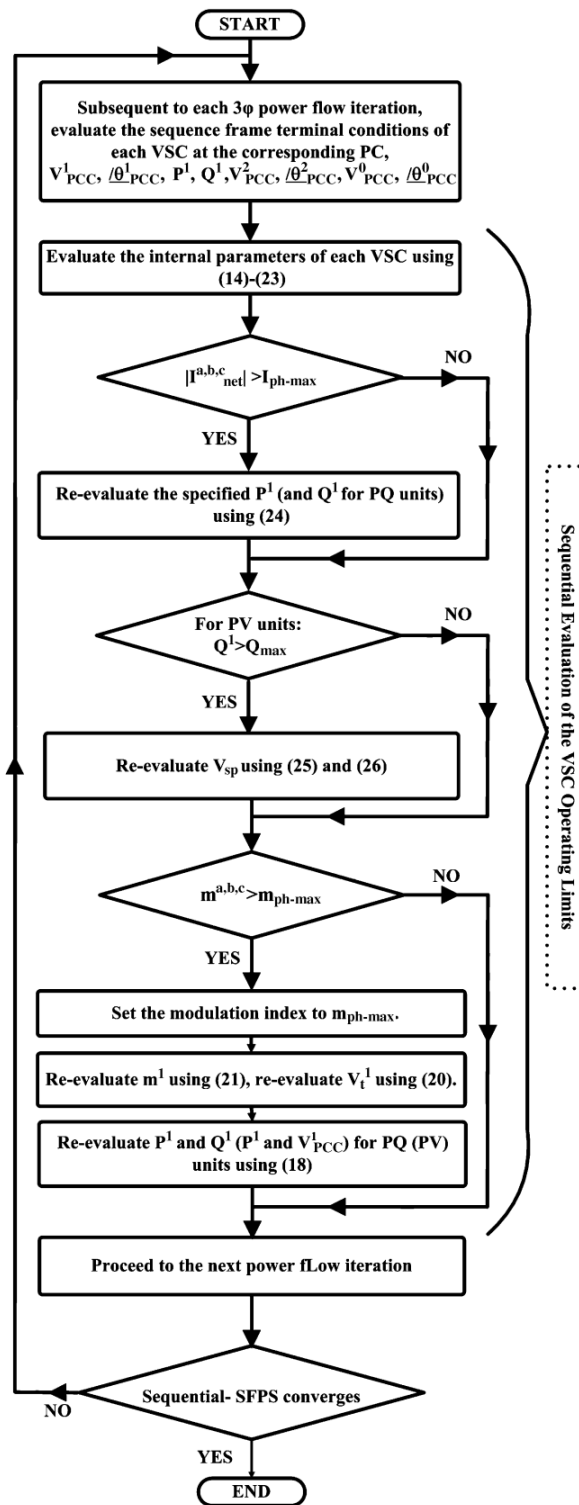 START
Subsequent to each 3φ power flow iteration,
evaluate the sequence frame terminal conditions of
each VSC at the corresponding PC,
V¹PCC, /θ¹PCC, P¹, Q¹,V²PCC, /θ²PCC, V⁰PCC, /θ⁰PCC
Evaluate the internal parameters of each VSC using
(14)-(23)
|Iᵃ,ᵇ,ᶜnet| >Iph-max
NO
YES
Re-evaluate the specified P¹ (and Q¹ for PQ units)
using (24)
For PV units:
Q¹>Qmax
NO
YES
Re-evaluate Vsp using (25) and (26)
mᵃ,ᵇ,ᶜ>mph-max
NO
YES
Set the modulation index to mph-max.
Re-evaluate m¹ using (21), re-evaluate Vt¹ using (20).
Re-evaluate P¹ and Q¹ (P¹ and V¹PCC) for PQ (PV)
units using (18)
Proceed to the next power fLow iteration
Sequential- SFPS converges
NO
YES
END
Sequential Evaluation of the VSC Operating Limits